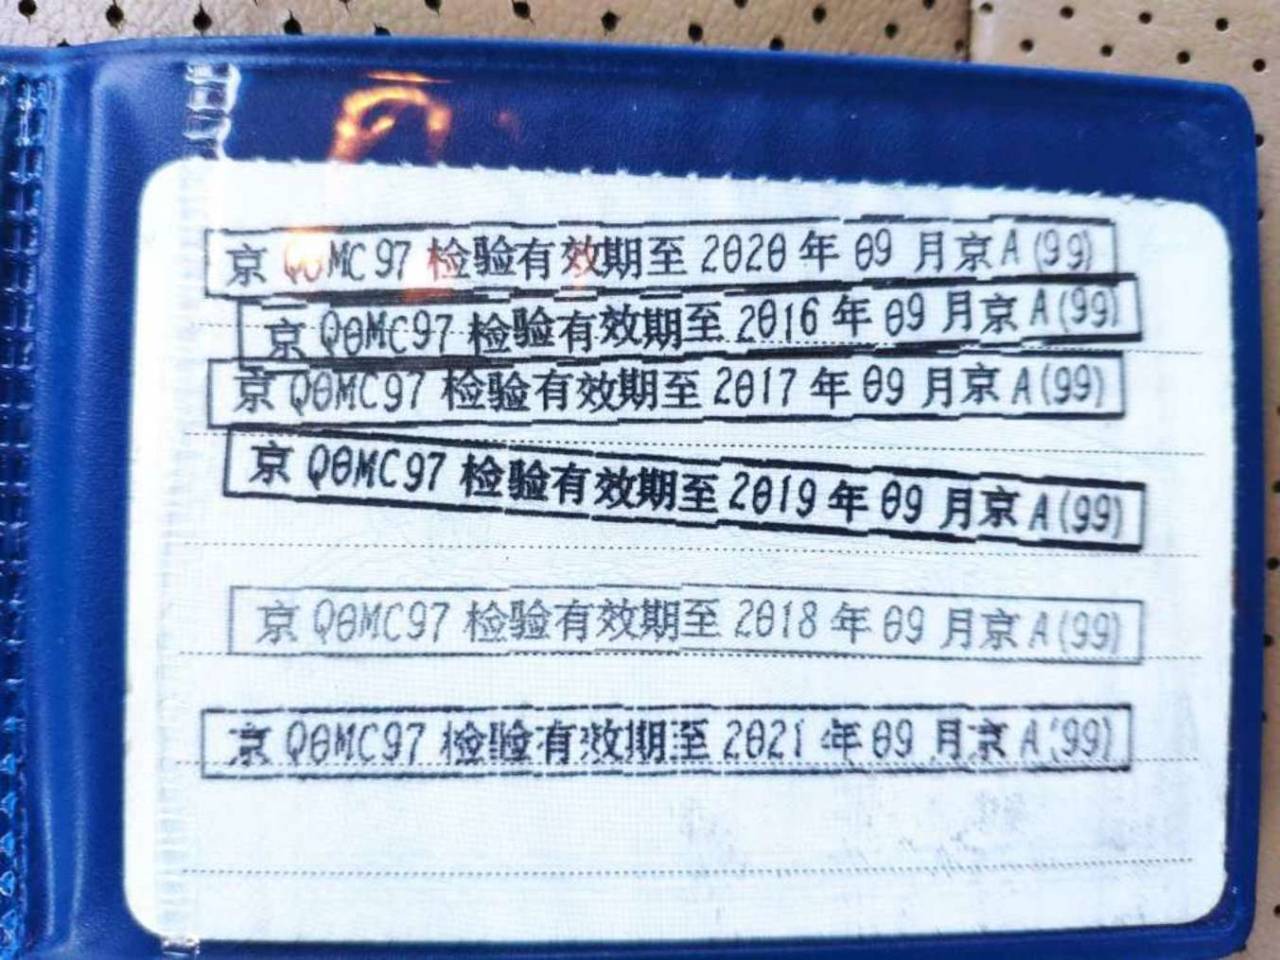 京 Q0MC97 检验有效期至 2020 年 09 月京 A (99)
京 Q0MC97 检验有效期至 2016 年 09 月京 A (99)
京 Q0MC97 检验有效期至 2017 年 09 月京 A (99)
京 Q0MC97 检验有效期至 2019 年 09 月京 A (99)
京 Q0MC97 检验有效期至 2018 年 09 月京 A (99)
京 Q0MC97 检验有效期至 2021 年 09 月京 A (99)